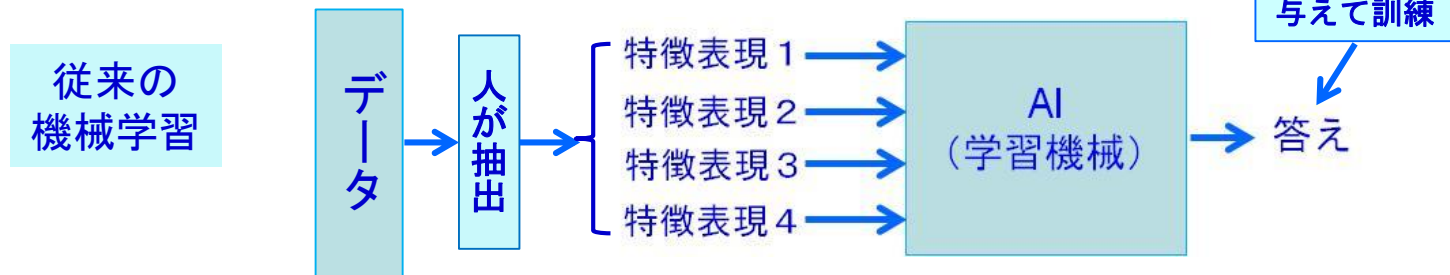 与えて訓練
従来の
機械学習
データ
人が抽出
特徴表現１
特徴表現２
特徴表現３
特徴表現４
AI
（学習機械）
答え